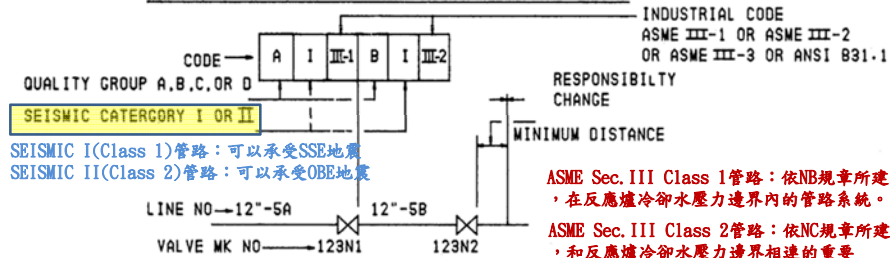 INDUSTRIAL CODE
ASME III-1 OR ASME III-2
OR ASME III-3 OR ANSI B31.1
CODE
A I III-1 B I III-2
QUALITY GROUP A,B,C,OR D
RESPONSIBILTY
CHANGE
SEISMIC CATERGORY I OR II
MINIMUM DISTANCE
SEISMIC I(Class 1)管路：可以承受SSE地震
SEISMIC II(Class 2)管路：可以承受OBE地震
ASME Sec.III Class 1管路：依NB規章所建
，在反應爐冷卻水壓力邊界內的管路系統。
LINE NO 12"-5A 12"-5B
ASME Sec.III Class 2管路：依NC規章所建
，和反應爐冷卻水壓力邊界相連的重要
VALVE MK NO 123N1 123N2